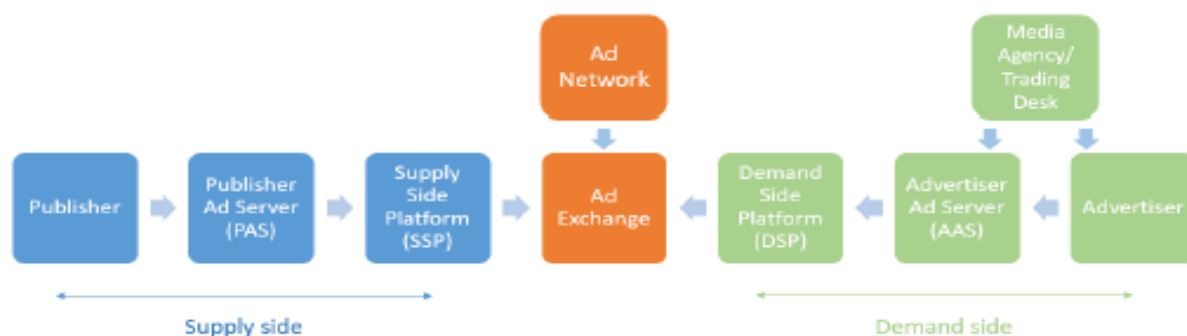 Ad
Network
Media
Agency/
Trading
Desk
Publisher
Publisher
Ad Server
(PAS)
Supply
Side
Platform
(SSP)
Ad
Exchange
Demand
Side
Platform
(DSP)
Advertiser
Ad Server
(AAS)
Advertiser
Supply side
Demand side